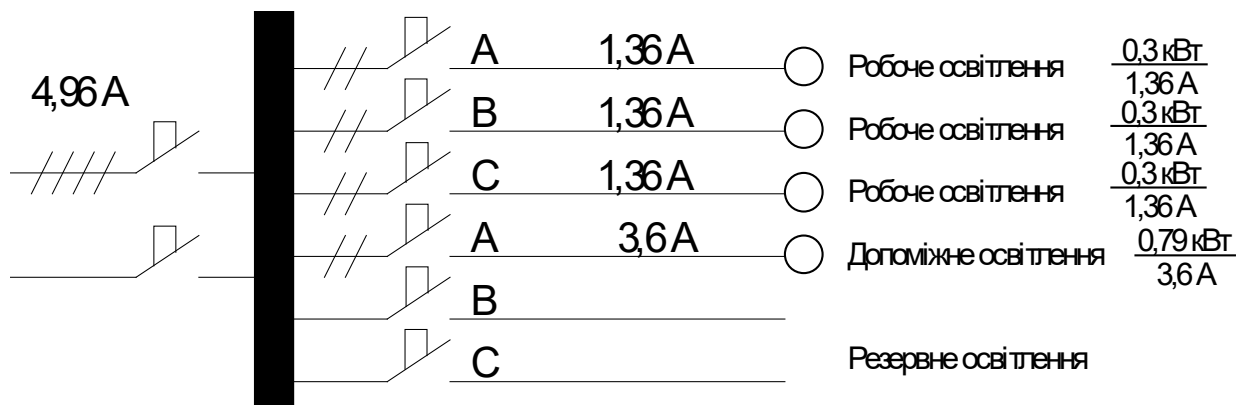 4,96 А
А 1,36 А Робоче освітлення 0,3 кВт
1,36 А
В 1,36 А Робоче освітлення 0,3 кВт
1,36 А
С 1,36 А Робоче освітлення 0,3 кВт
1,36 А
А 3,6 А Допоміжне освітлення 0,79 кВт
3,6 А
В
С Резервне освітлення